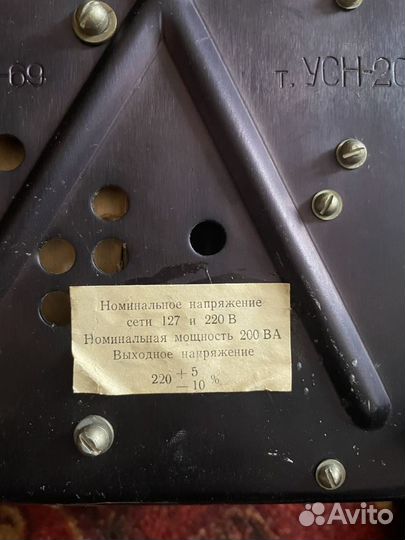 -69
т. УСН-20
Номинальное напряжение
сети 127 и 220 В
Номинальная мощность 200 ВА
Выходное напряжение
220 + 5
— 10 %
Avito